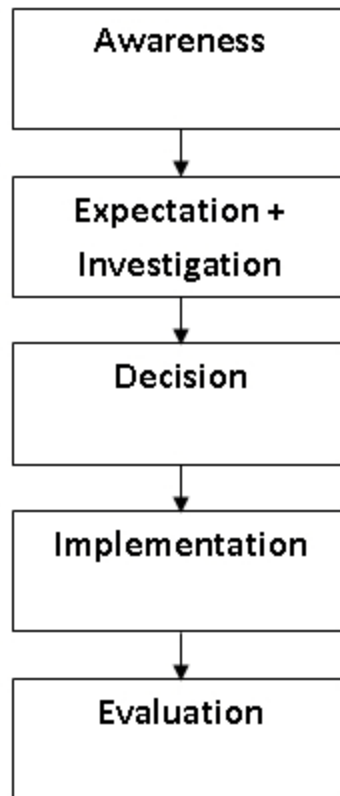 Awareness
Expectation +
Investigation
Decision
Implementation
Evaluation